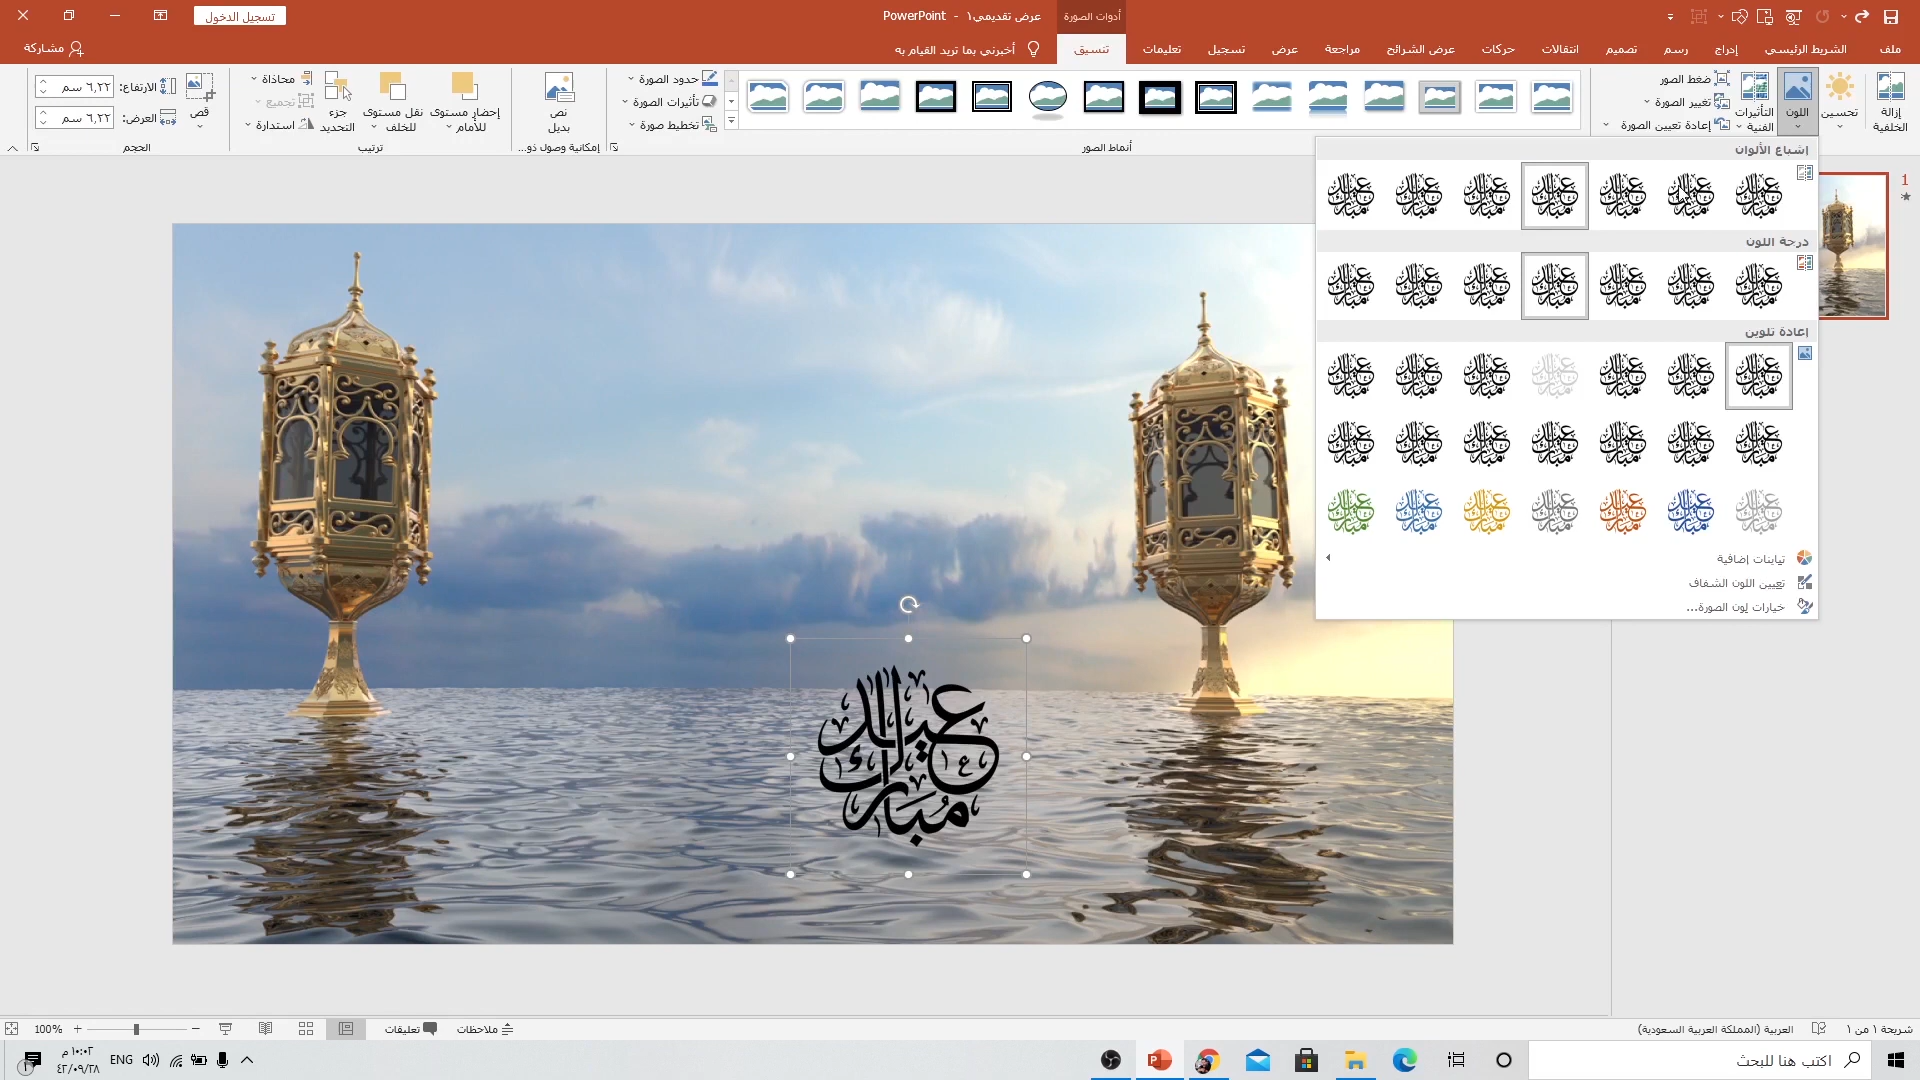 أدوات الصورة
عرض تقديمي١ - PowerPoint
تسجيل الدخول
ملف
الشريط الرئيسي
إدراج
رسم
تصميم
انتقالات
حركات
عرض الشرائح
مراجعة
عرض
تسجيل
تعليمات
تنسيق
أخبرني بما تريد القيام به
مشاركة
إزالة الخلفية
تحسين
اللون
التأثيرات الفنية
ضغط الصور
تغيير الصورة
إعادة تعيين الصورة
حدود الصورة
تأثيرات الصورة
تخطيط صورة
أنماط الصور
نص بديل
إمكانية وصول ذو...
إحضار مستوى للأمام
نقل مستوى للخلف
جزء التحديد
محاذاة
تجميع
استدارة
ترتيب
قص
الارتفاع: ٦,٢٢ سم
العرض: ٦,٢٢ سم
الحجم
إشباع الألوان
درجة اللون
إعادة تلوين
تباينات إضافية
تعيين اللون الشفاف
خيارات لون الصورة...
1
عيد
مبارك
شريحة ١ من ١
العربية (المملكة العربية السعودية)
ملاحظات
تعليقات
100%
اكتب هنا للبحث
ENG
١٠:٠٢ م
٤٢/٠٩/٢٨